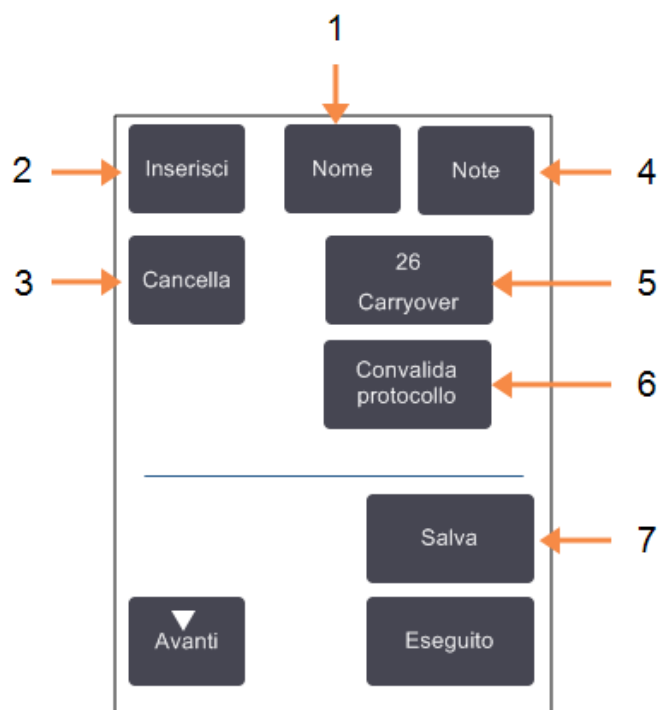 1
2
Inserisci
Nome
Note
4
3
Cancella
26
Carryover
5
Convalida
protocollo
6
Salva
7
Avanti
Eseguito